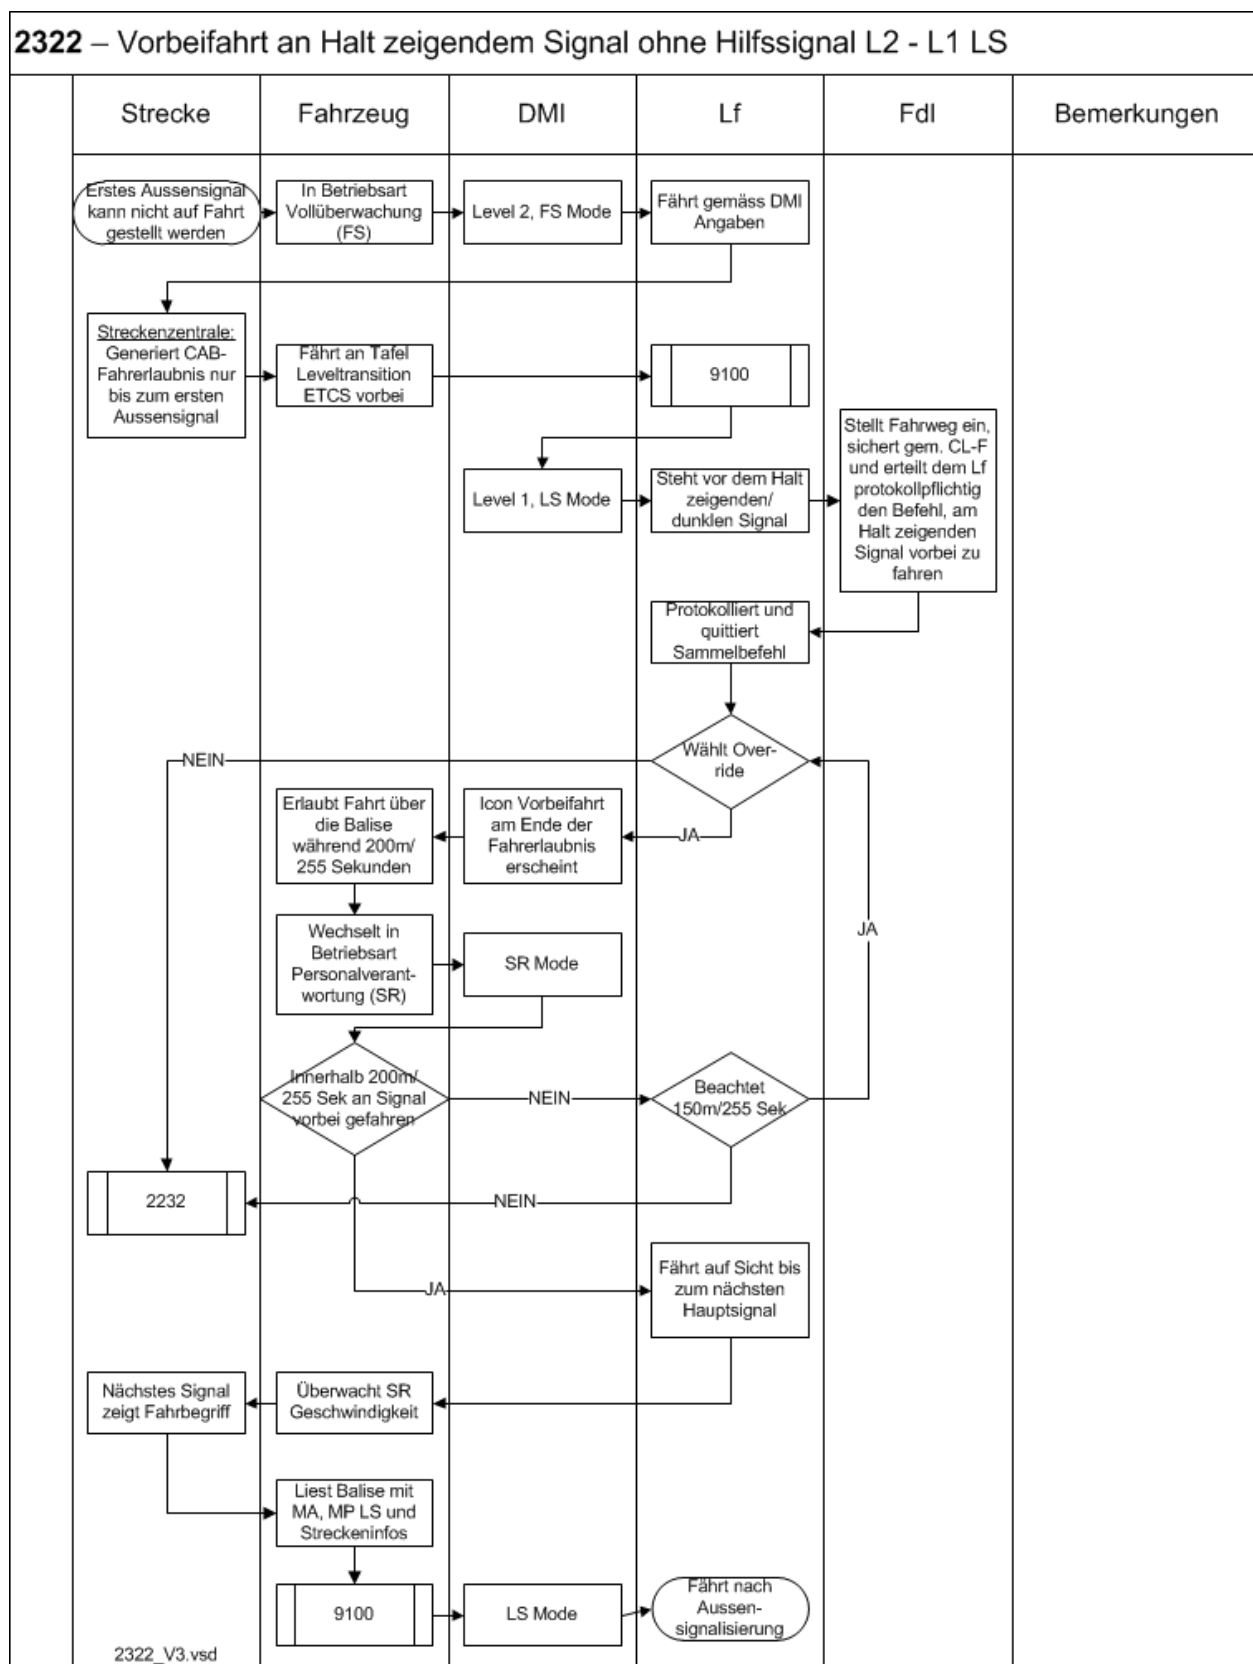 2322 – Vorbeifahrt an Halt zeigendem Signal ohne Hilfssignal L2 - L1 LS
Strecke
Fahrzeug
DMI
Lf
Fdl
Bemerkungen
Erstes Aussensignal
kann nicht auf Fahrt
gestellt werden
In Betriebsart
Vollüberwachung
(FS)
Level 2, FS Mode
Fährt gemäss DMI
Angaben
Streckenzentrale:
Generiert CAB-
Fahrerlaubnis nur
bis zum ersten
Aussensignal
Fährt an Tafel
Leveltransition
ETCS vorbei
9100
Level 1, LS Mode
Steht vor dem Halt
zeigenden/
dunklen Signal
Stellt Fahrweg ein,
sichert gem. CL-F
und erteilt dem Lf
protokollpflichtig
den Befehl, am
Halt zeigenden
Signal vorbei zu
fahren
Protokolliert und
quittiert
Sammelbefehl
Wählt Over-
ride
NEIN
JA
Icon Vorbeifahrt
am Ende der
Fahrerlaubnis
erscheint
Erlaubt Fahrt über
die Balise
während 200m/
255 Sekunden
Wechselt in
Betriebsart
Personalverant-
wortung (SR)
SR Mode
JA
Innerhalb 200m/
255 Sek an Signal
vorbei gefahren
NEIN
Beachtet
150m/255 Sek
2232
NEIN
JA
Fährt auf Sicht bis
zum nächsten
Hauptsignal
Überwacht SR
Geschwindigkeit
Nächstes Signal
zeigt Fahrbegriff
Liest Balise mit
MA, MP LS und
Streckeninfos
9100
LS Mode
Fährt nach
Aussen-
signalisierung
2322_V3.vsd